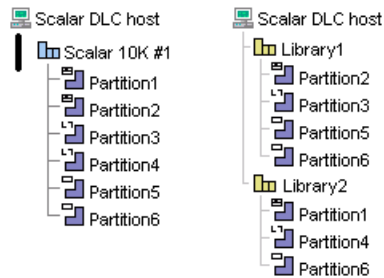 Scalar DLC host
Scalar 10K #1
Partition1
Partition2
Partition3
Partition4
Partition5
Partition6
Scalar DLC host
Library1
Partition2
Partition3
Partition5
Partition6
Library2
Partition1
Partition4
Partition6